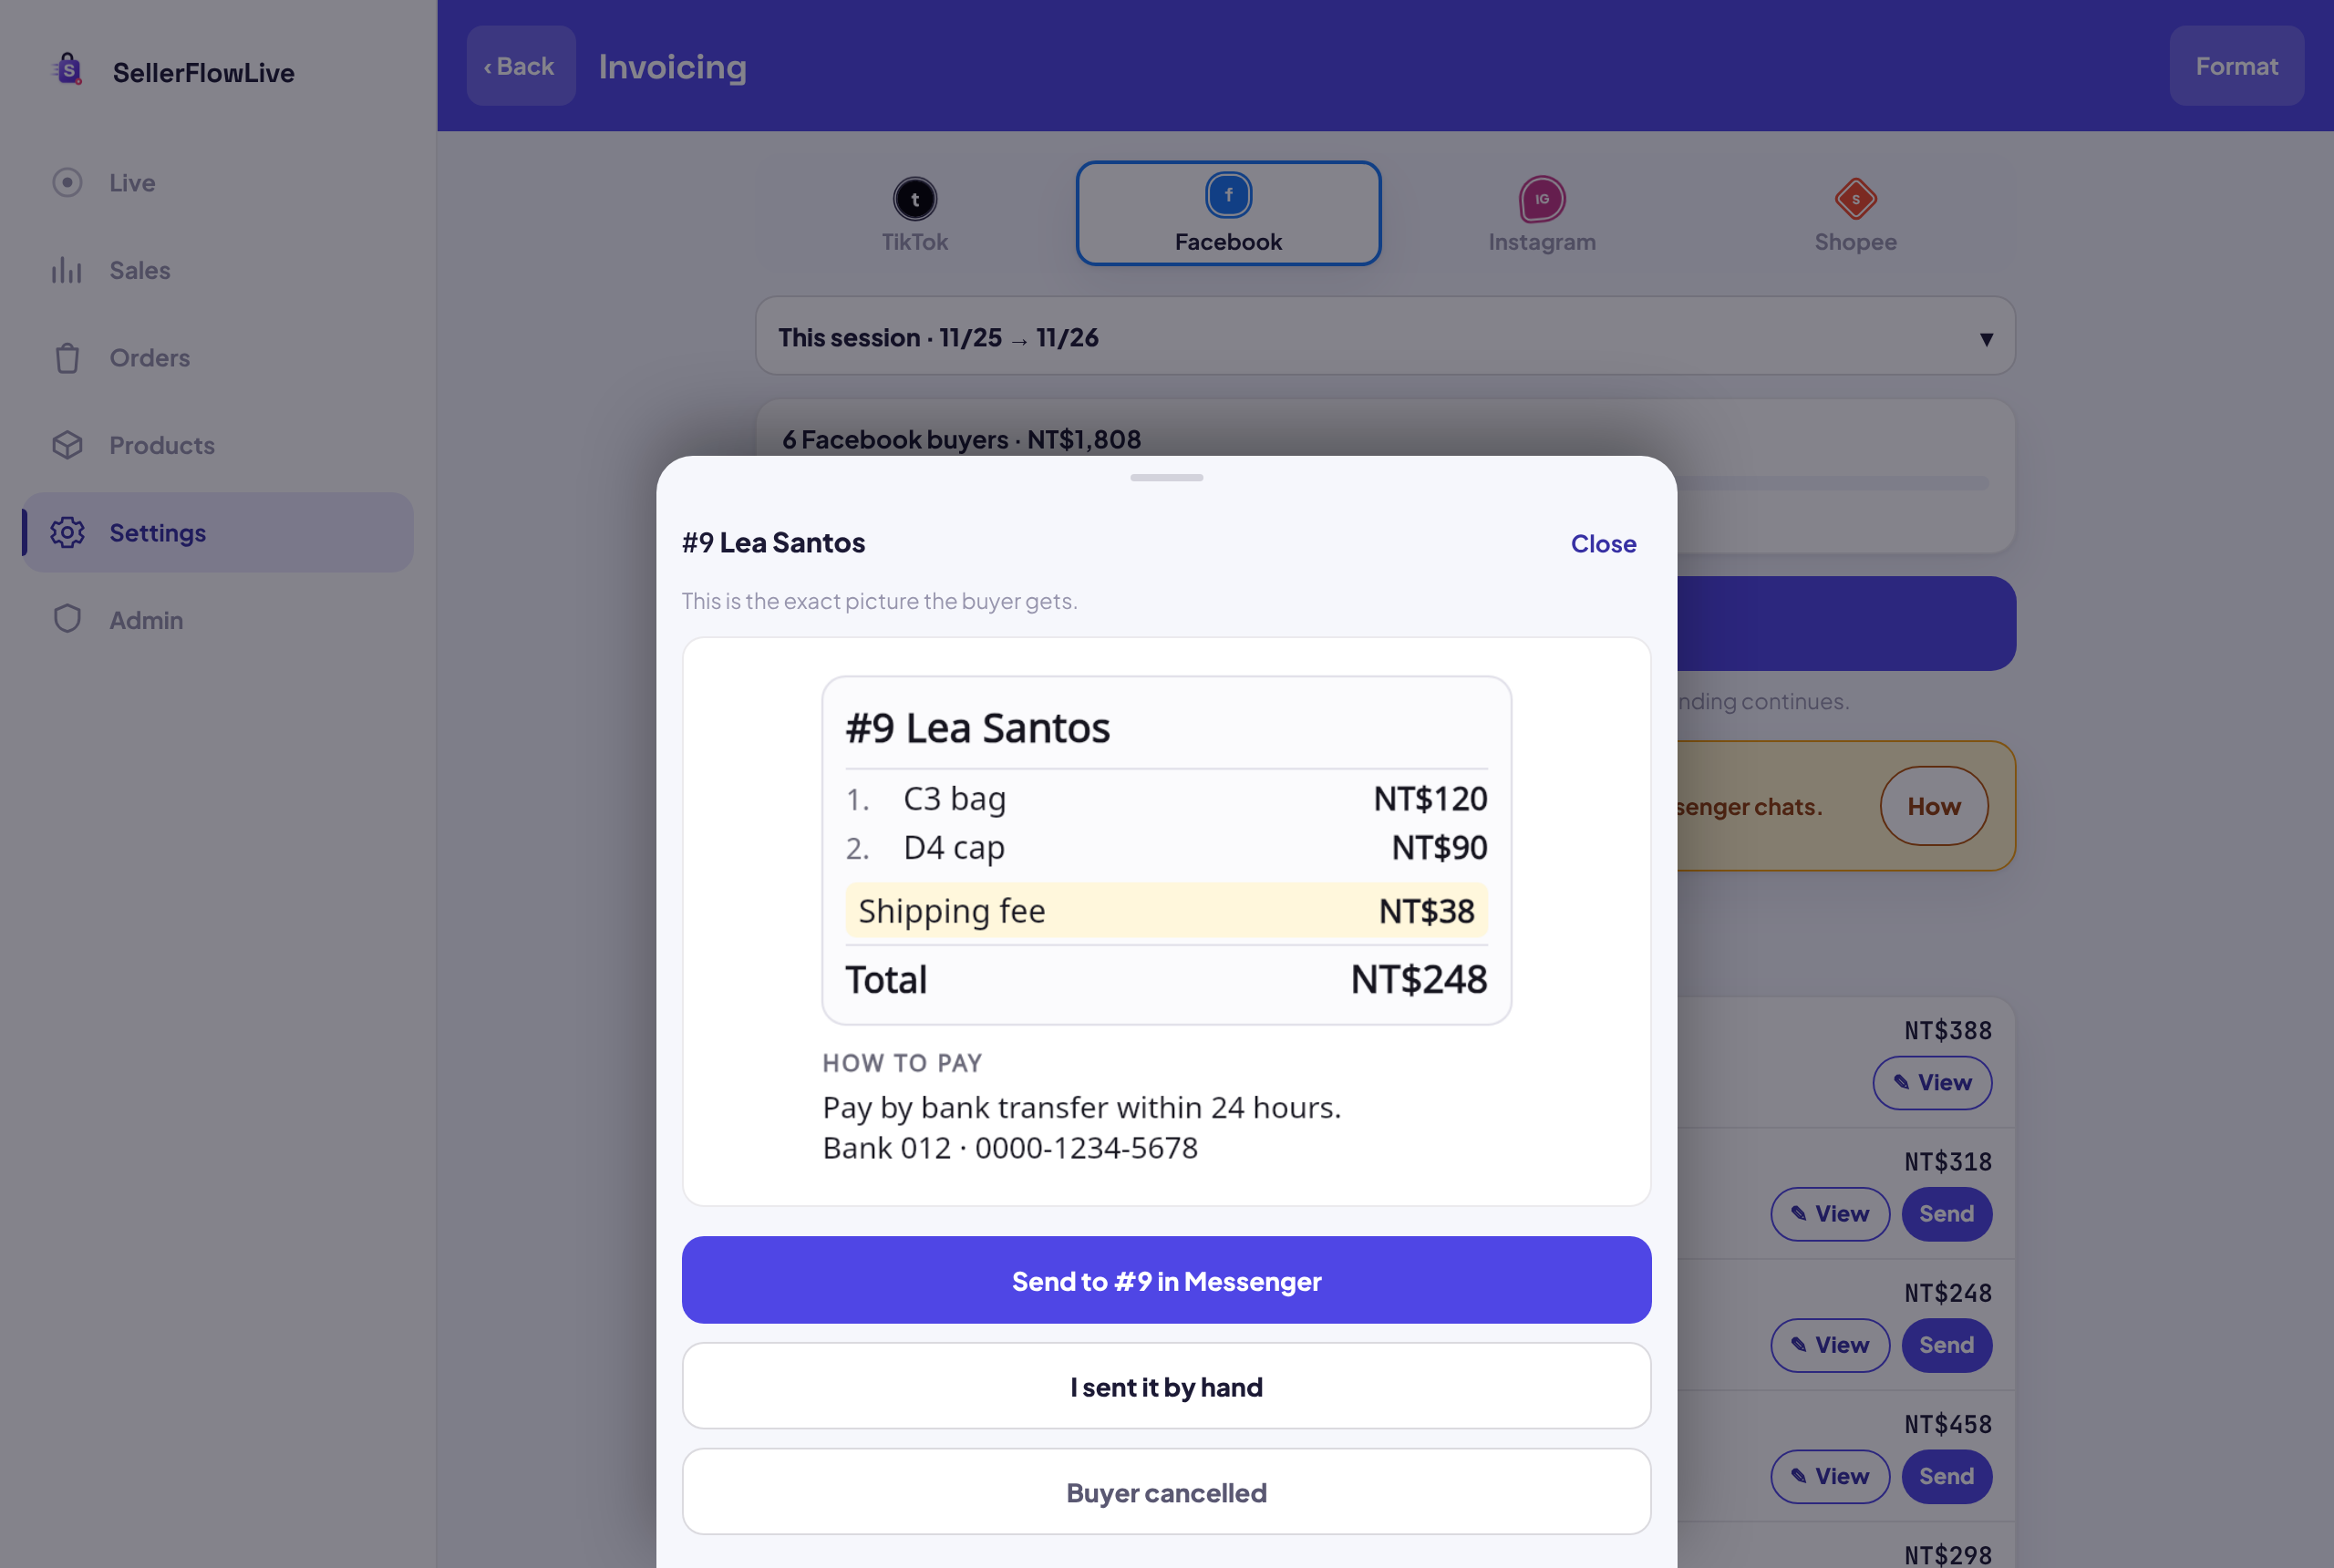 SellerFlowLive
Live
Sales
Orders
Products
Settings
Admin
‹ Back
Invoicing
Format
t
TikTok
f
Facebook
IG
Instagram
S
Shopee
This session · 11/25 → 11/26
6 Facebook buyers · NT$1,808
#9 Lea Santos
Close
This is the exact picture the buyer gets.
#9 Lea Santos
1. C3 bag NT$120
2. D4 cap NT$90
Shipping fee NT$38
Total NT$248
HOW TO PAY
Pay by bank transfer within 24 hours.
Bank 012 · 0000-1234-5678
Send to #9 in Messenger
I sent it by hand
Buyer cancelled
continues.
chats.
How
NT$388
View
NT$318
View
Send
NT$248
View
Send
NT$458
View
Send
NT$298